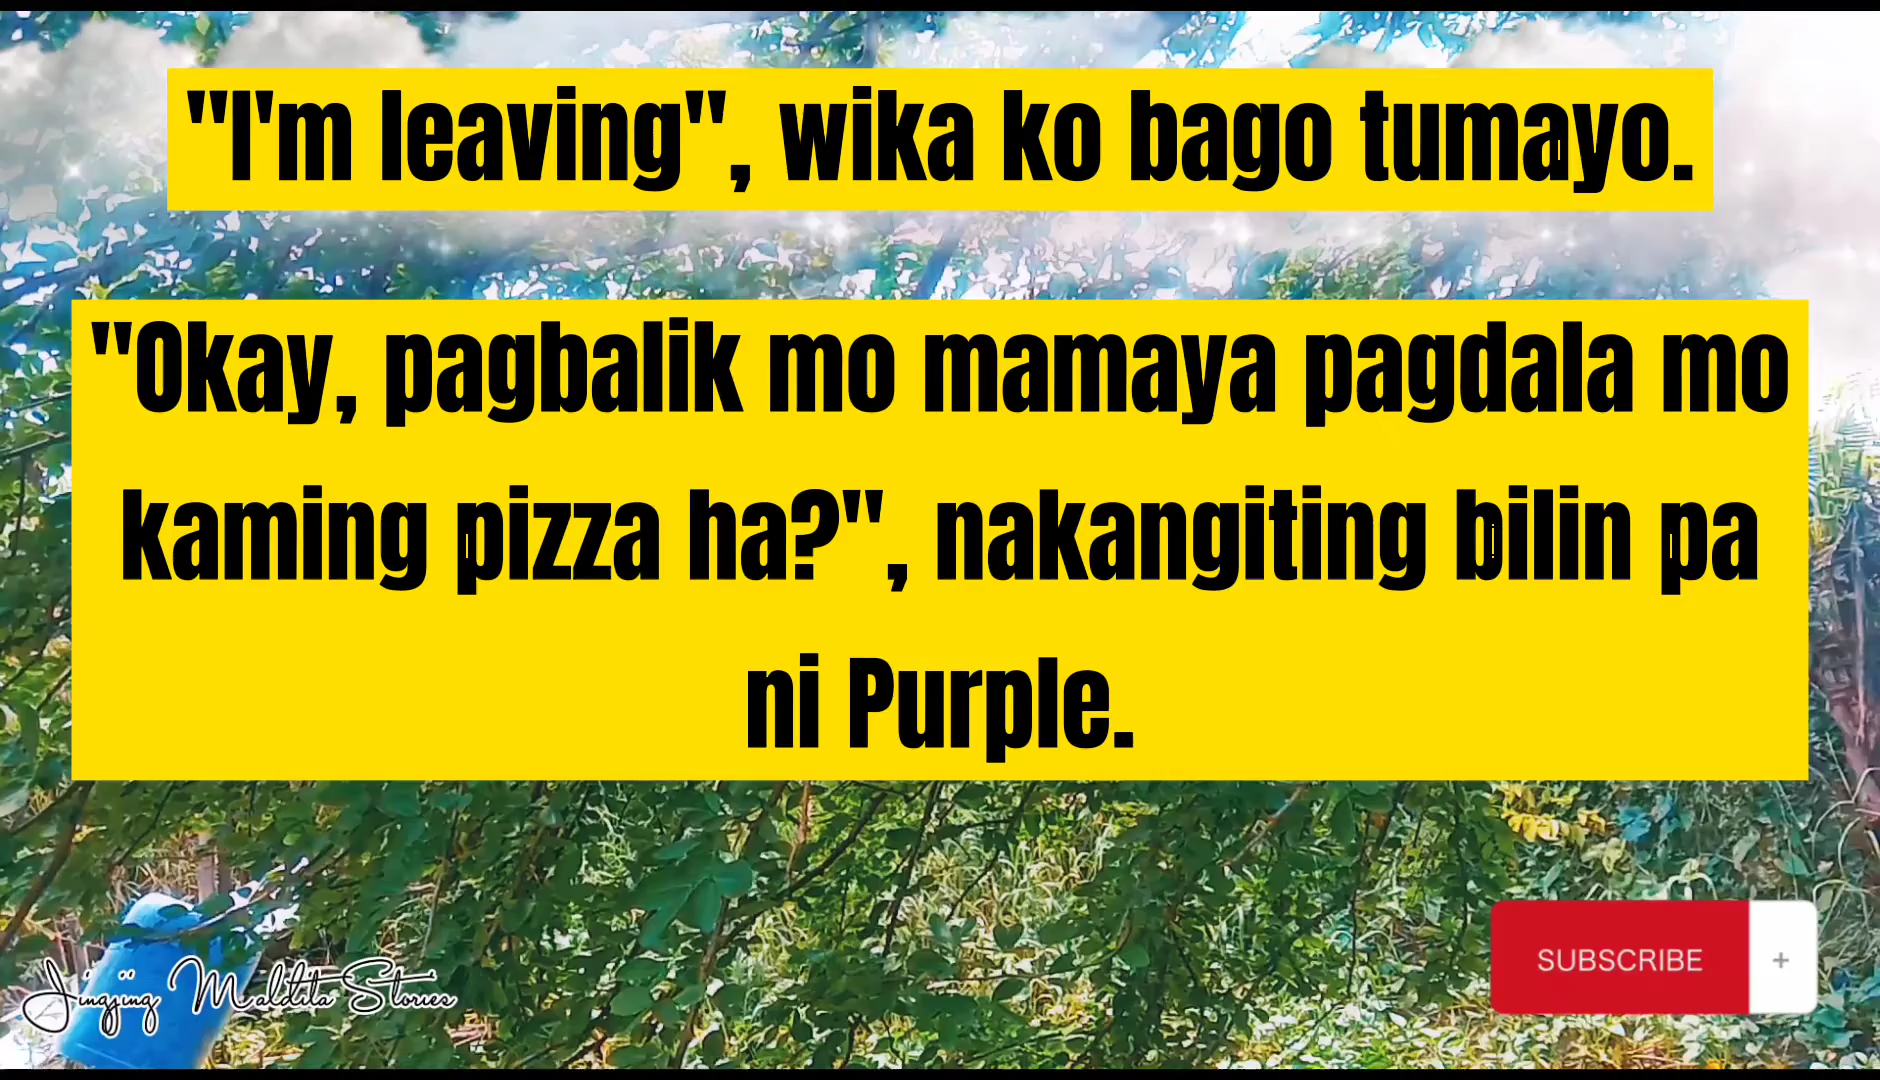 "I'm leaving", wika ko bago tumayo.
"Okay, pagbalik mo mamaya pagdala mo
kaming pizza ha?", nakangiting bilin pa
ni Purple.
Jingjing Maldita Stories
SUBSCRIBE +